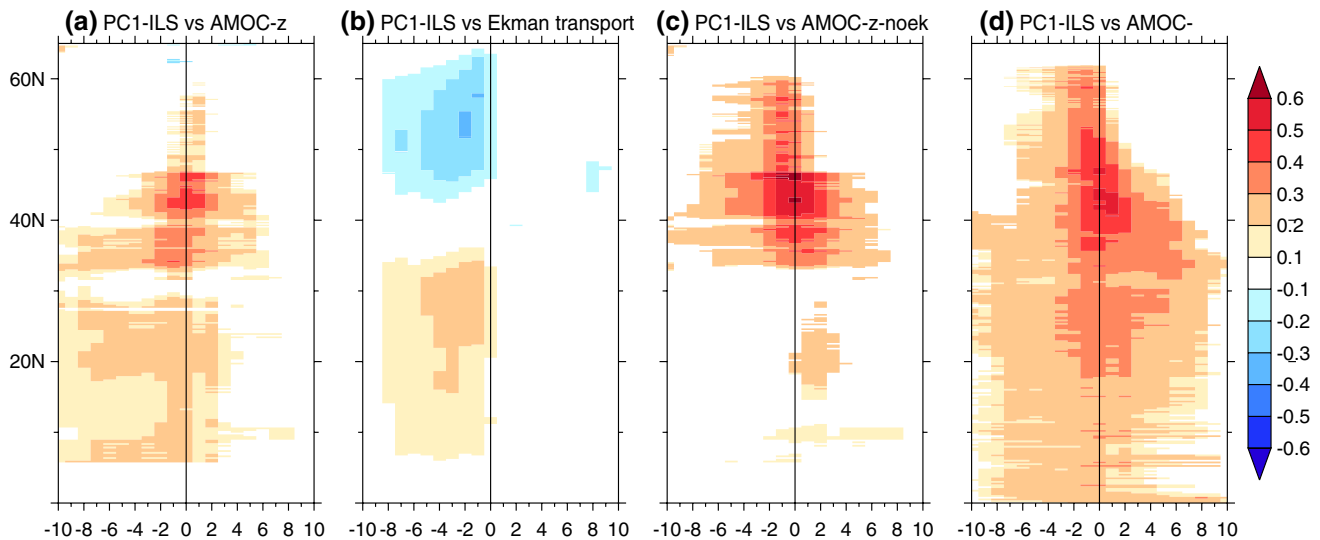 (a) PC1-ILS vs AMOC-z
(b) PC1-ILS vs Ekman transport
(c) PC1-ILS vs AMOC-z-noek
(d) PC1-ILS vs AMOC-
60N
40N
20N
-10 -8 -6 -4 -2 0 2 4 6 8 10
-10 -8 -6 -4 -2 0 2 4 6 8 10
-10 -8 -6 -4 -2 0 2 4 6 8 10
-10 -8 -6 -4 -2 0 2 4 6 8 10
0.6
0.5
0.4
0.3
0.2
0.1
-0.1
-0.2
-0.3
-0.4
-0.5
-0.6